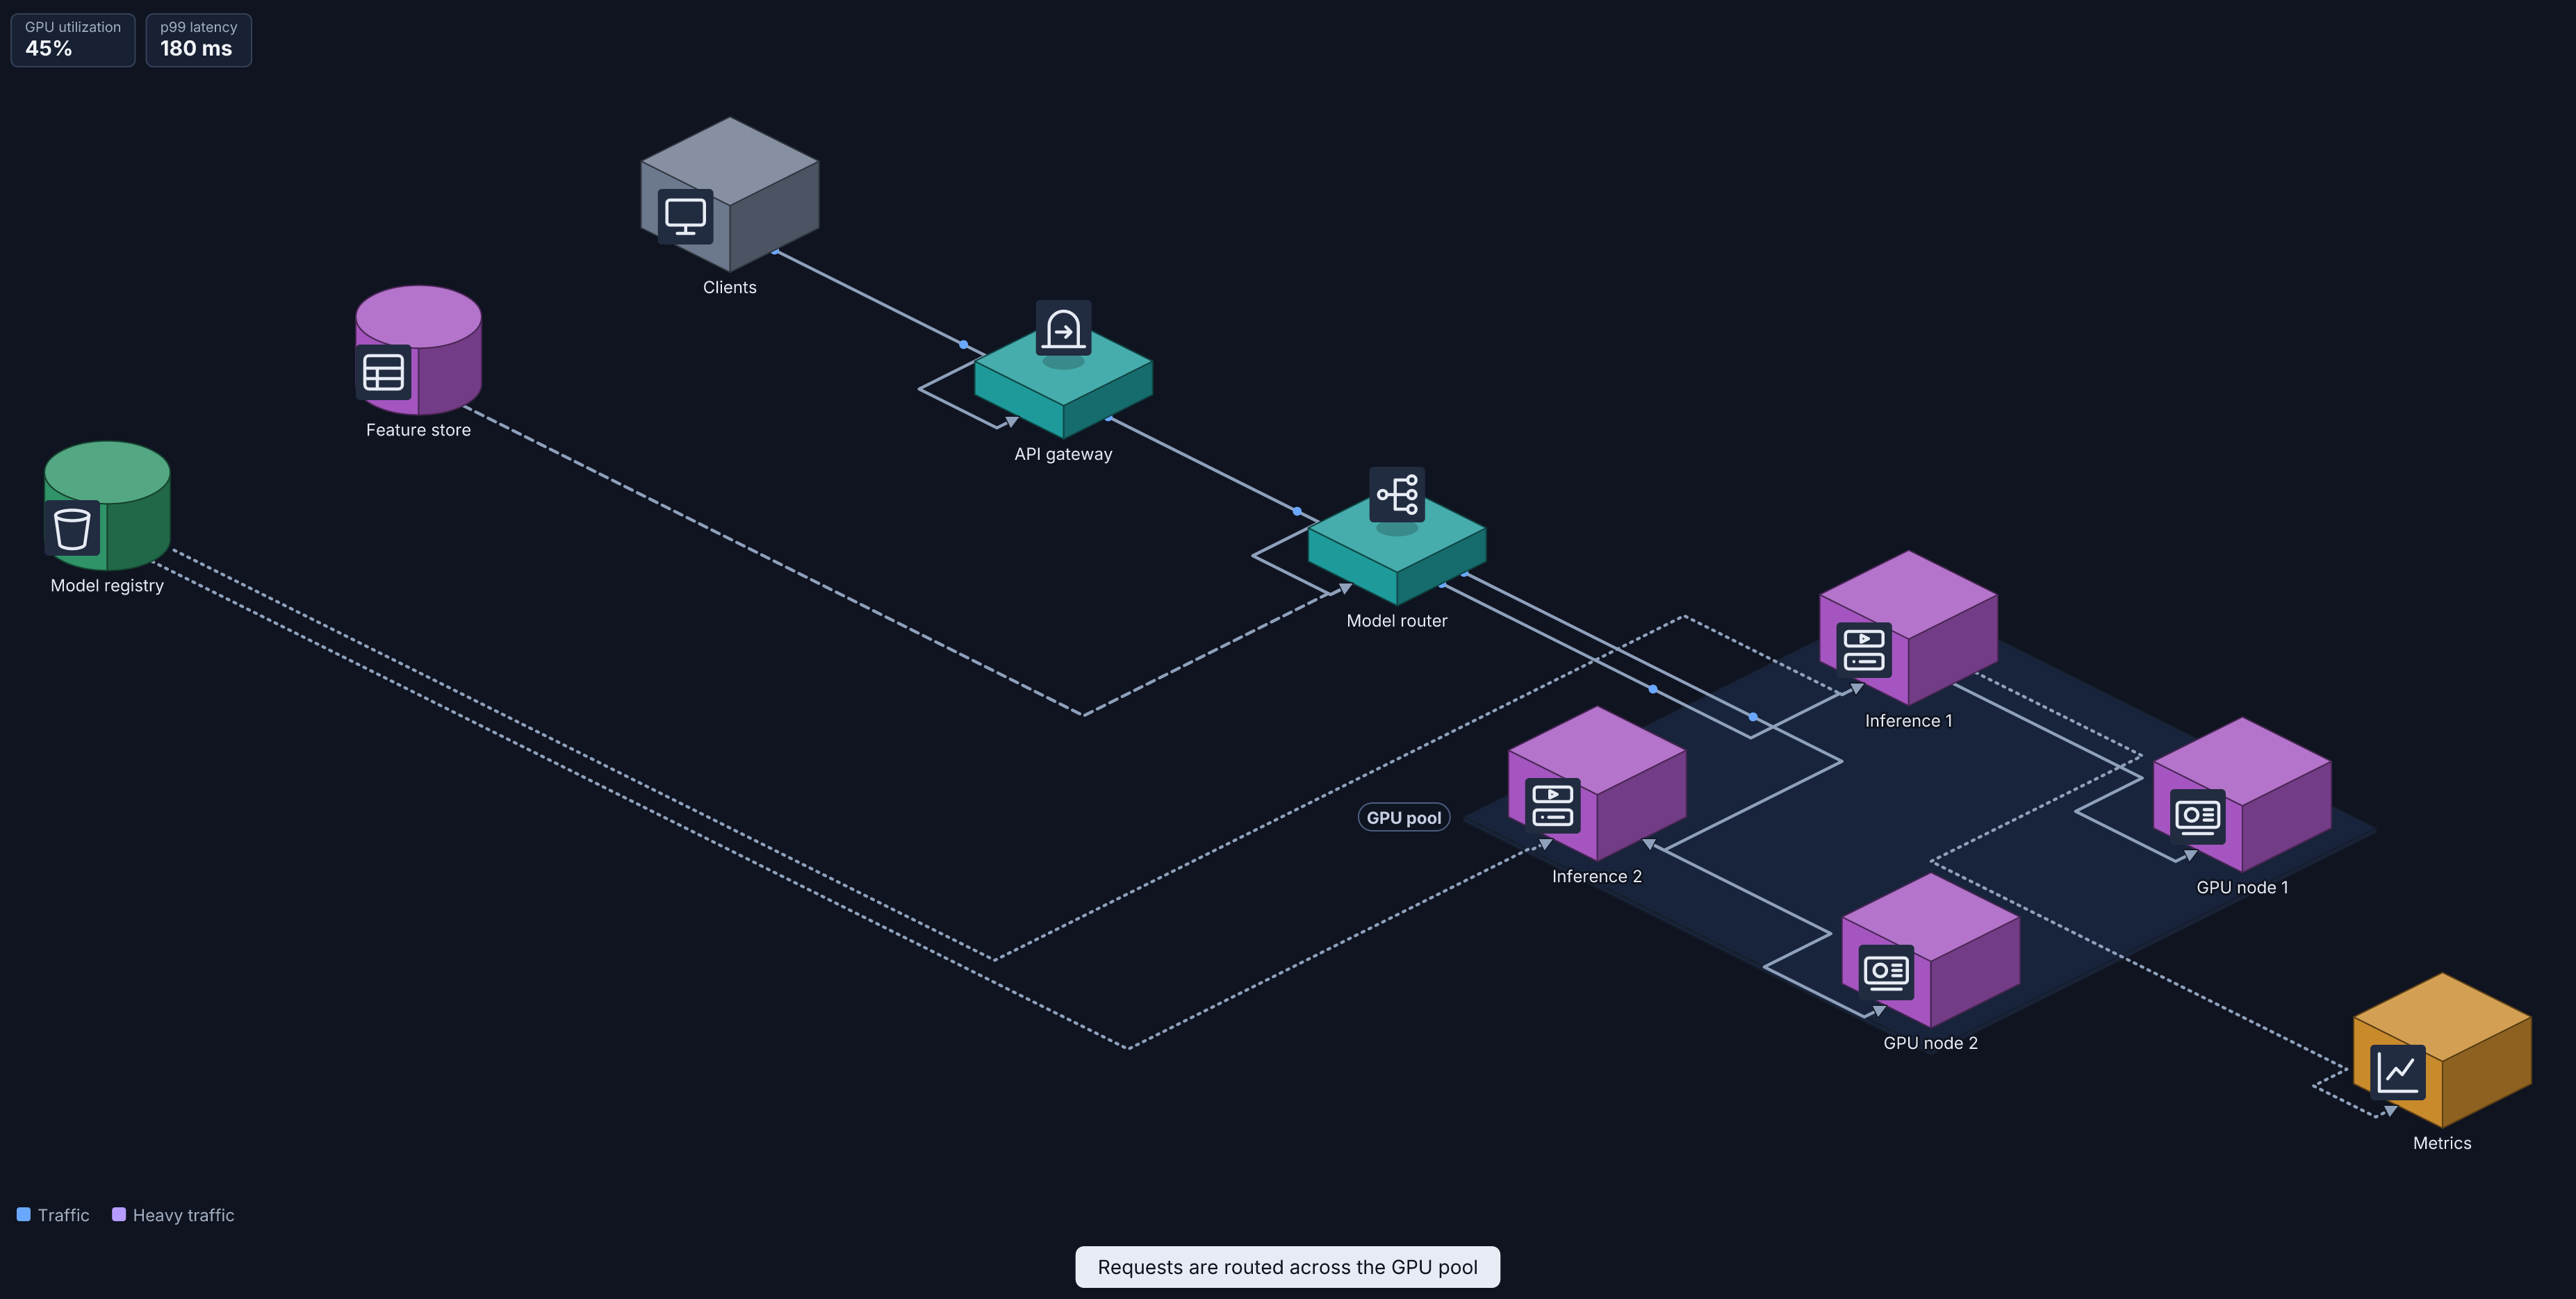 GPU utilization
45%
p99 latency
180 ms
Clients
Feature store
API gateway
Model registry
Model router
Inference 1
GPU pool
Inference 2
GPU node 1
GPU node 2
Metrics
Traffic
Heavy traffic
Requests are routed across the GPU pool